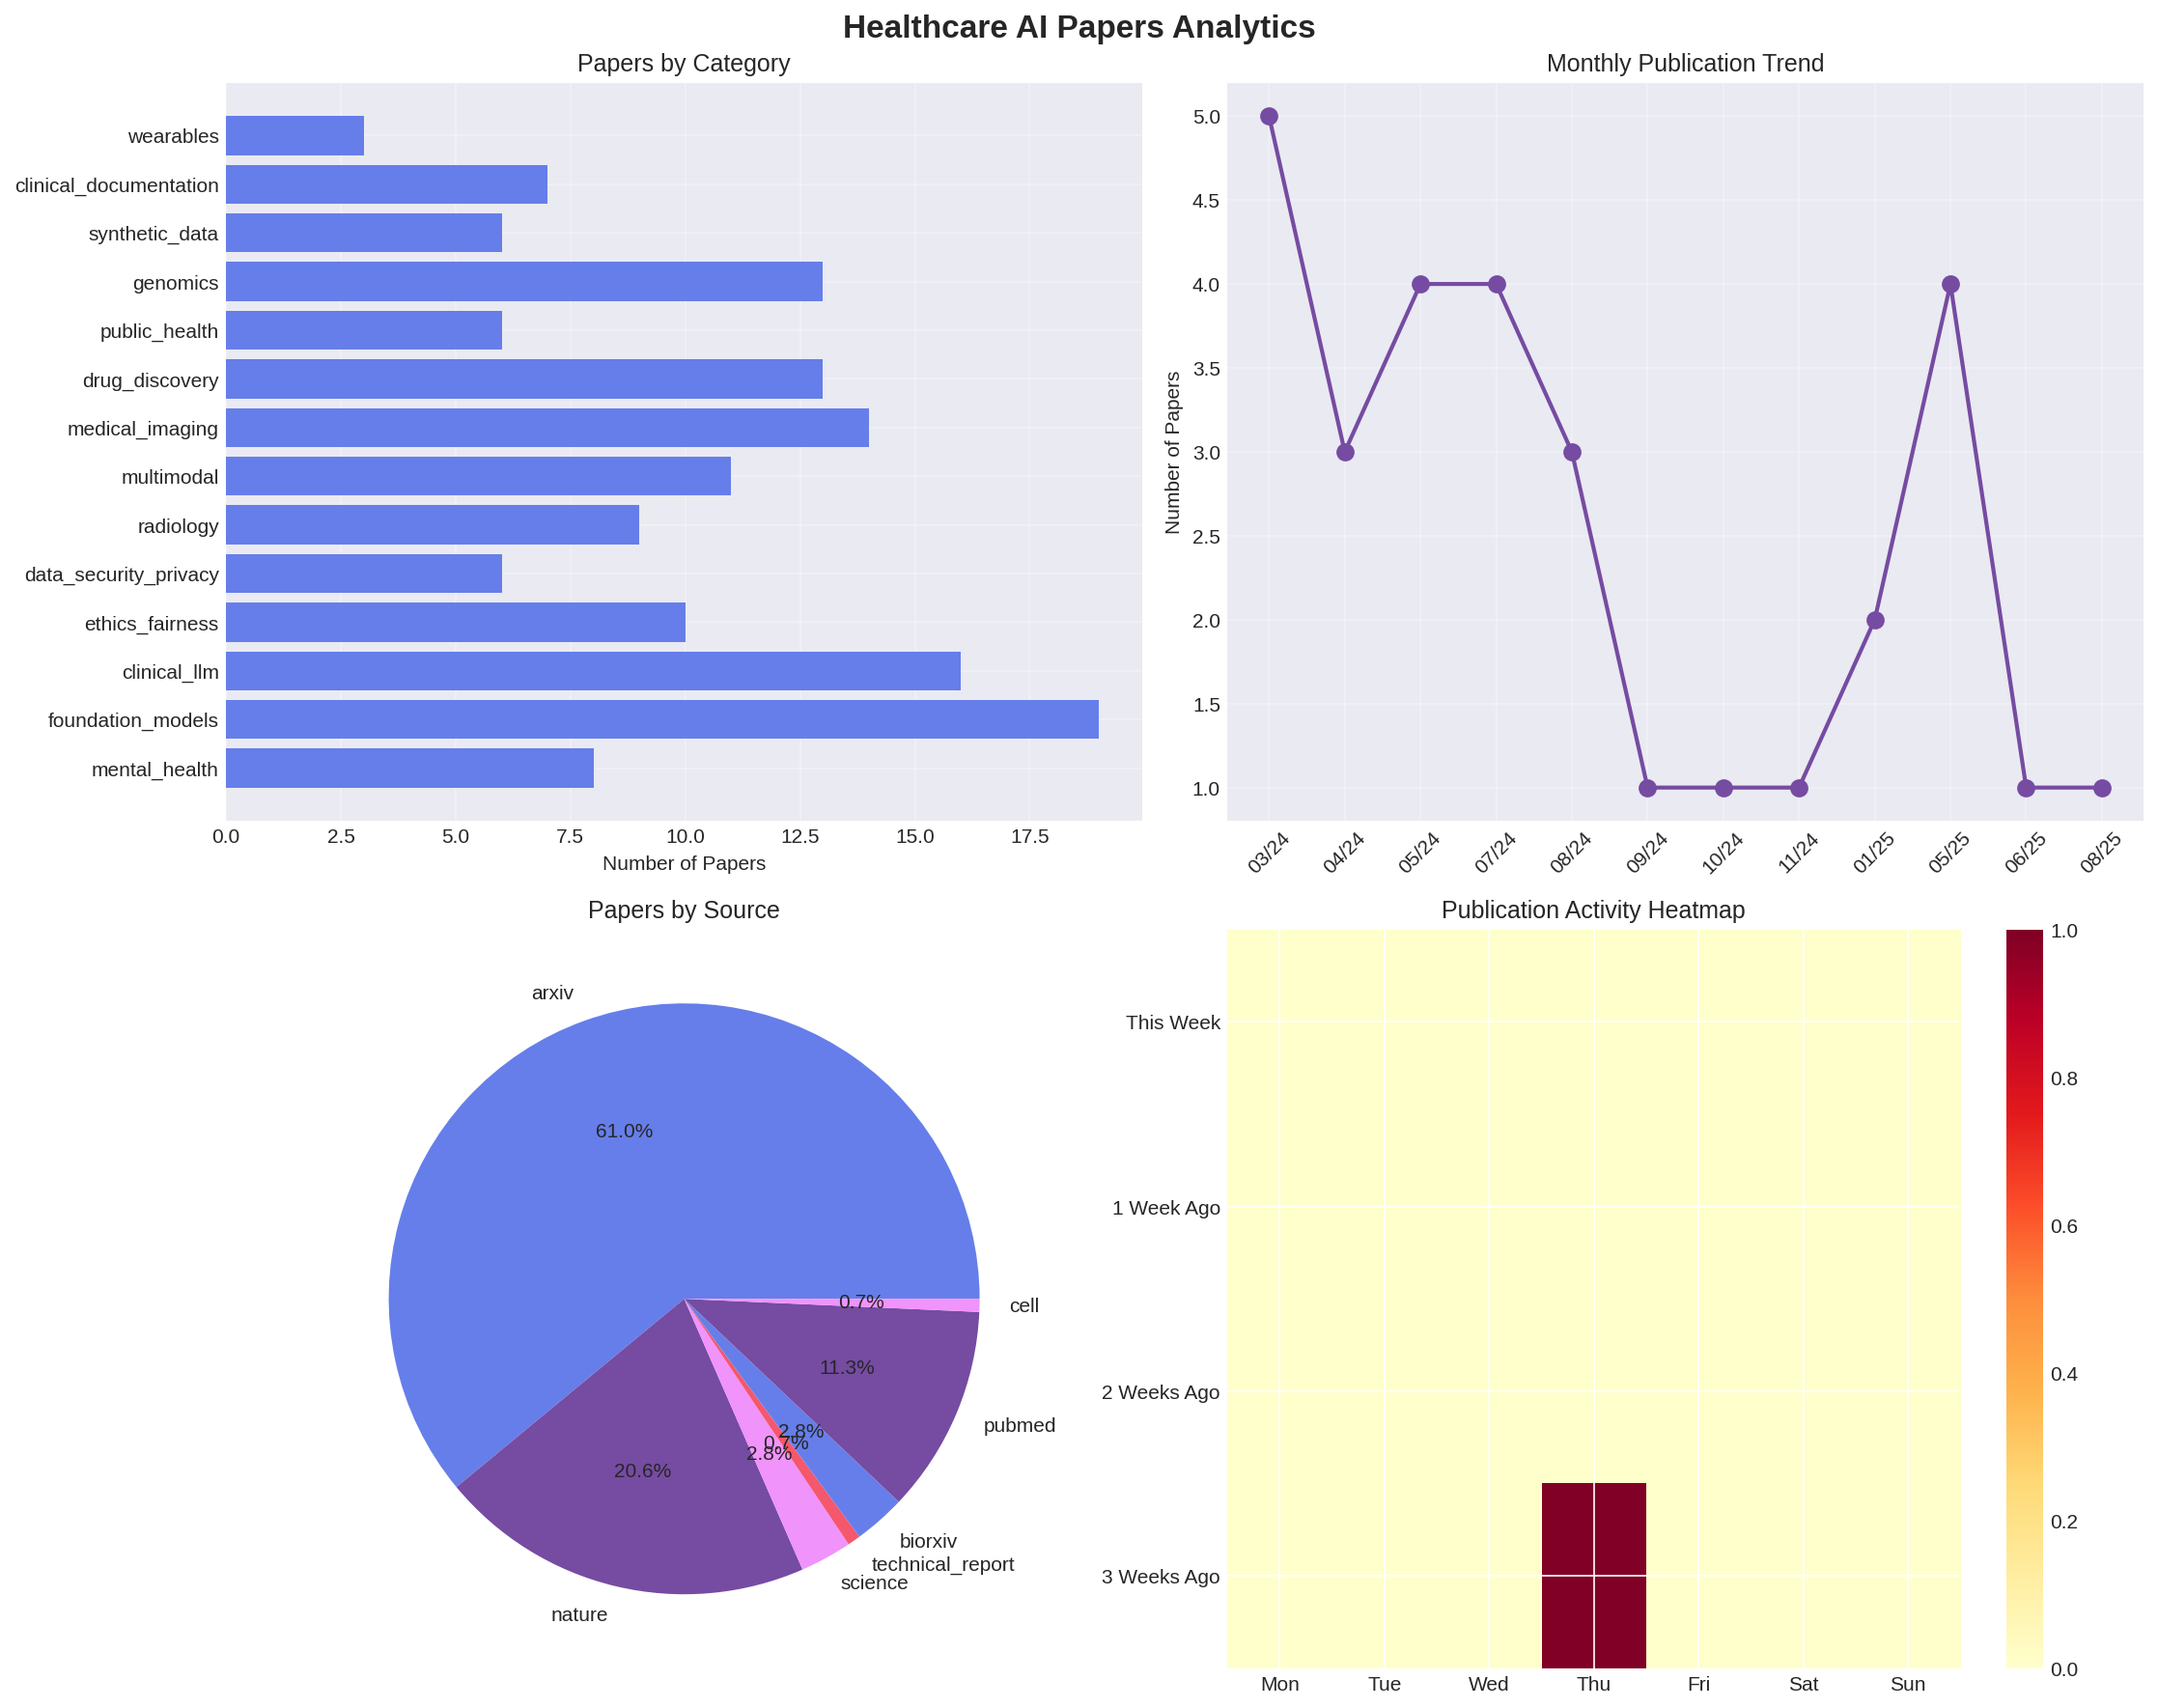 Healthcare AI Papers Analytics
Papers by Category
wearables
clinical_documentation
synthetic_data
genomics
public_health
drug_discovery
medical_imaging
multimodal
radiology
data_security_privacy
ethics_fairness
clinical_llm
foundation_models
mental_health
0.0 2.5 5.0 7.5 10.0 12.5 15.0 17.5
Number of Papers
Monthly Publication Trend
Number of Papers
5.0
4.5
4.0
3.5
3.0
2.5
2.0
1.5
1.0
03/24 04/24 05/24 07/24 08/24 09/24 10/24 11/24 01/25 05/25 06/25 08/25
Papers by Source
arxiv
61.0%
cell
0.7%
11.3%
pubmed
2.8%
0.7%
2.8%
20.6%
biorxiv
technical_report
science
nature
Publication Activity Heatmap
This Week
1 Week Ago
2 Weeks Ago
3 Weeks Ago
Mon Tue Wed Thu Fri Sat Sun
1.0
0.8
0.6
0.4
0.2
0.0